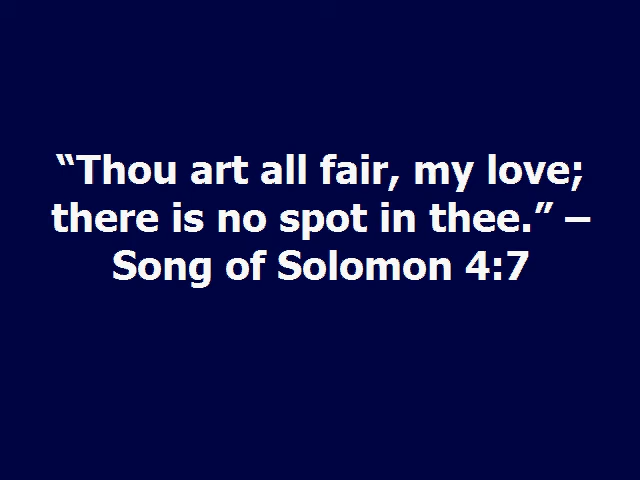 “Thou art all fair, my love;
there is no spot in thee.” –
Song of Solomon 4:7